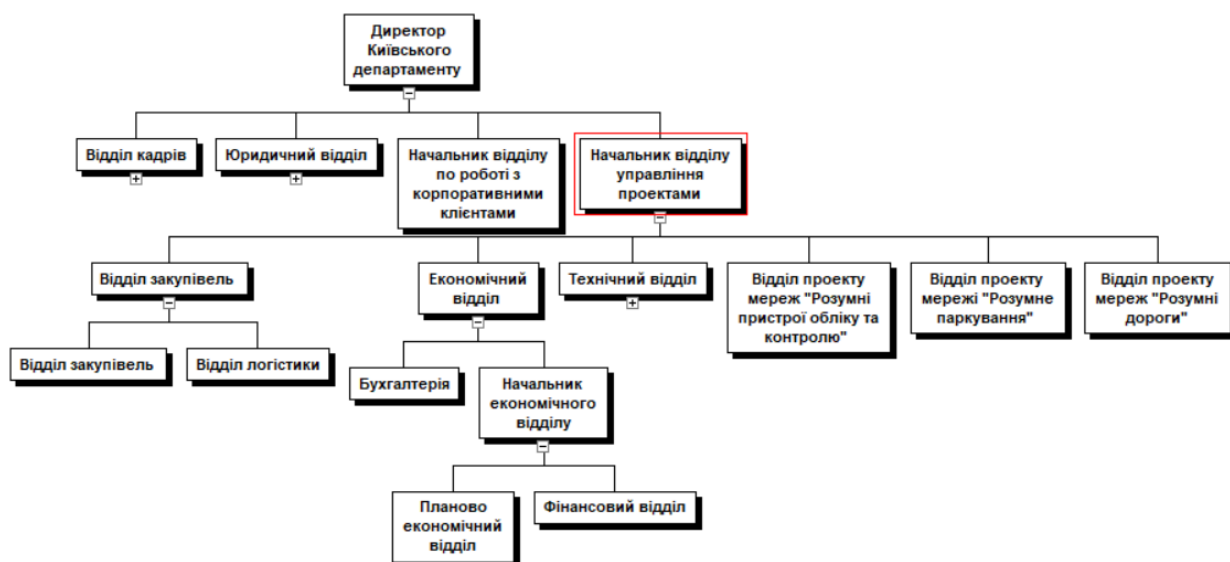 Директор
Київського
департаменту
Відділ кадрів
Юридичний відділ
Начальник відділу
по роботі з
корпоративними
клієнтами
Начальник відділу
управління
проектами
Відділ закупівель
Економічний
відділ
Технічний відділ
Відділ проекту
мереж "Розумні
пристрої обліку та
контролю"
Відділ проекту
мережі "Розумне
паркування"
Відділ проекту
мереж "Розумні
дороги"
Відділ закупівель
Відділ логістики
Бухгалтерія
Начальник
економічного
відділу
Планово
економічний
відділ
Фінансовий відділ